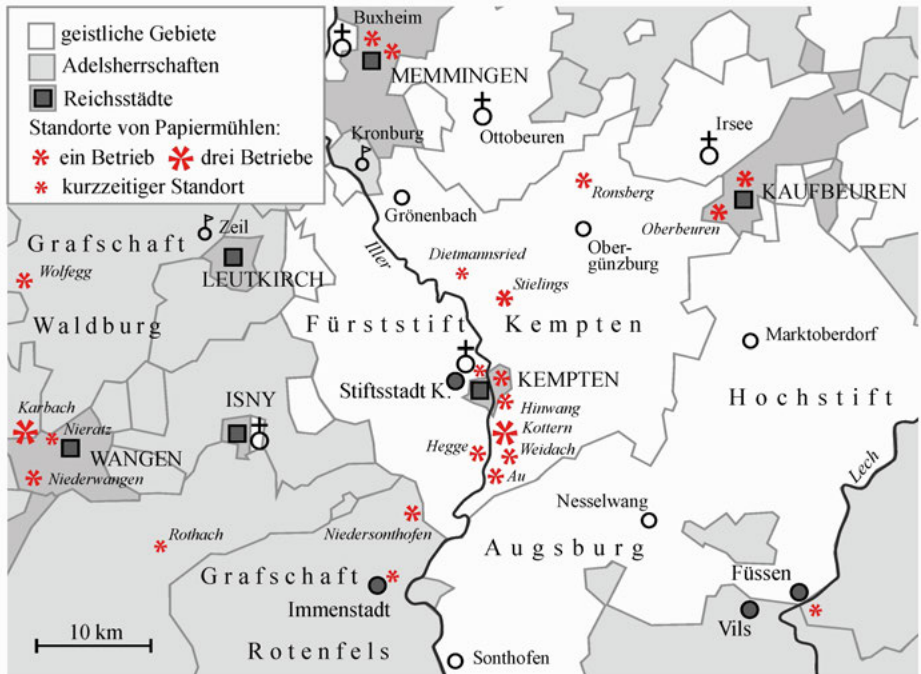 geistliche Gebiete
Adelsherrschaften
Reichsstädte
Standorte von Papiermühlen:
ein Betrieb
drei Betriebe
kurzzeitiger Standort
Buxheim
MEMMINGEN
Ottobeuren
Irsee
Kronburg
Grönenbach
Ronsberg
KAUFBEUREN
Oberbeuren
Zeil
Grafschaft
Iller
Ober-
günzburg
Wolfegg
LEUTKIRCH
Dietmannsried
Stielings
Waldburg
Fürststift Kempten
Marktoberdorf
Stiftsstadt K.
KEMPTEN
Hochstift
ISNY
Hinwang
Karbach
Nieratz
Kottern
WANGEN
Hegge
Weidach
Lech
Niederwangen
Au
Nesselwang
Rothach
Niedersonthofen
Augsburg
Grafschaft
Füssen
Immenstadt
Vils
10 km
Rotenfels
Sonthofen